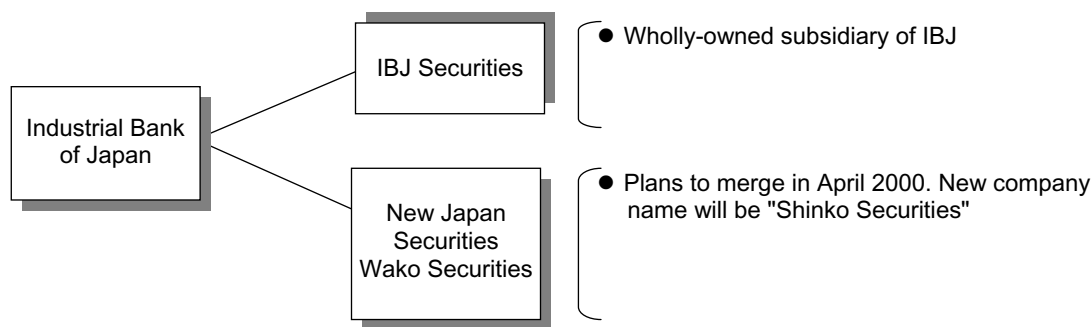 Industrial Bank
of Japan
IBJ Securities
● Wholly-owned subsidiary of IBJ
New Japan
Securities
Wako Securities
● Plans to merge in April 2000. New company
name will be "Shinko Securities"